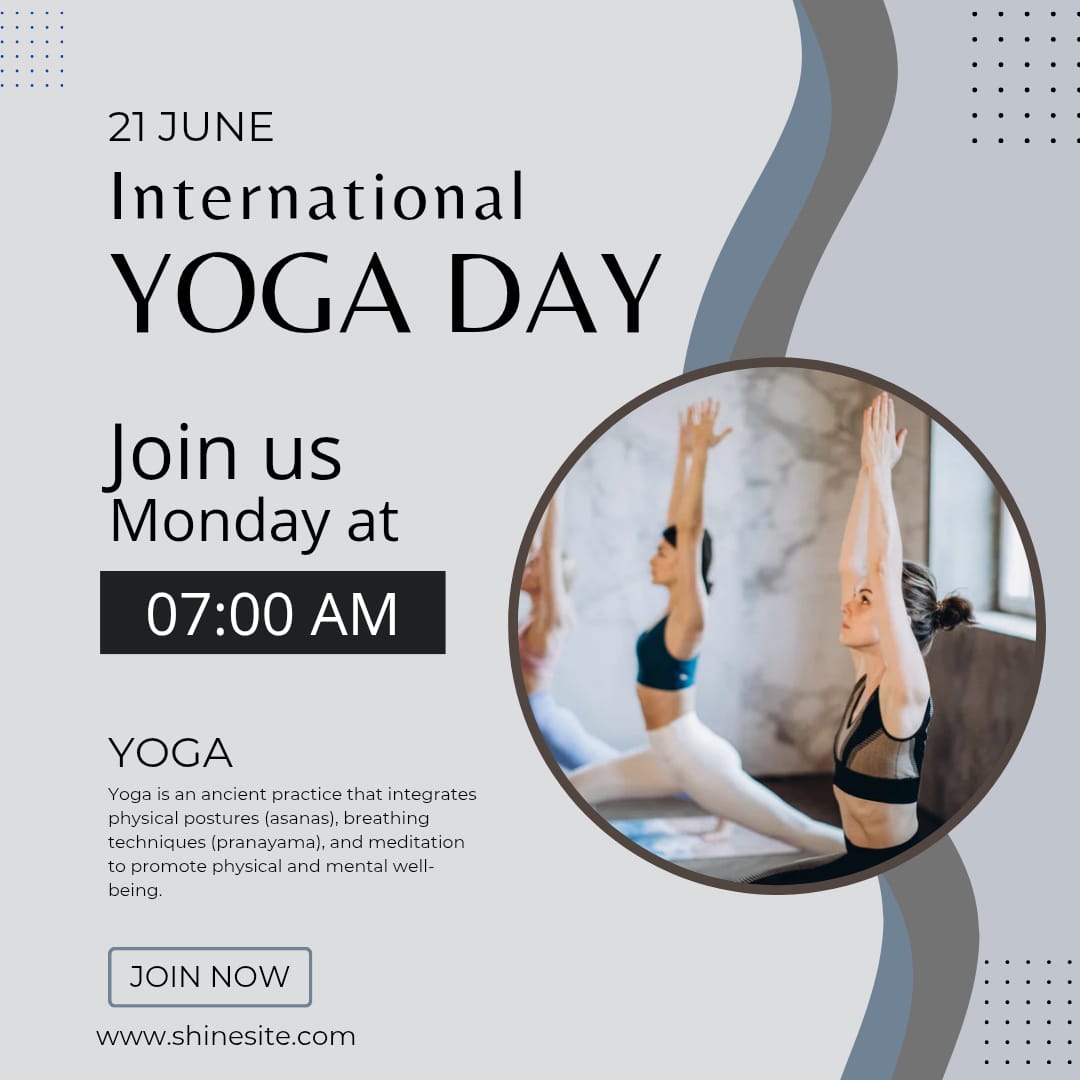 21 JUNE
International
YOGA DAY
Join us
Monday at
07:00 AM
YOGA
Yoga is an ancient practice that integrates
physical postures (asanas), breathing
techniques (pranayama), and meditation
to promote physical and mental well-
being.
JOIN NOW
www.shinesite.com